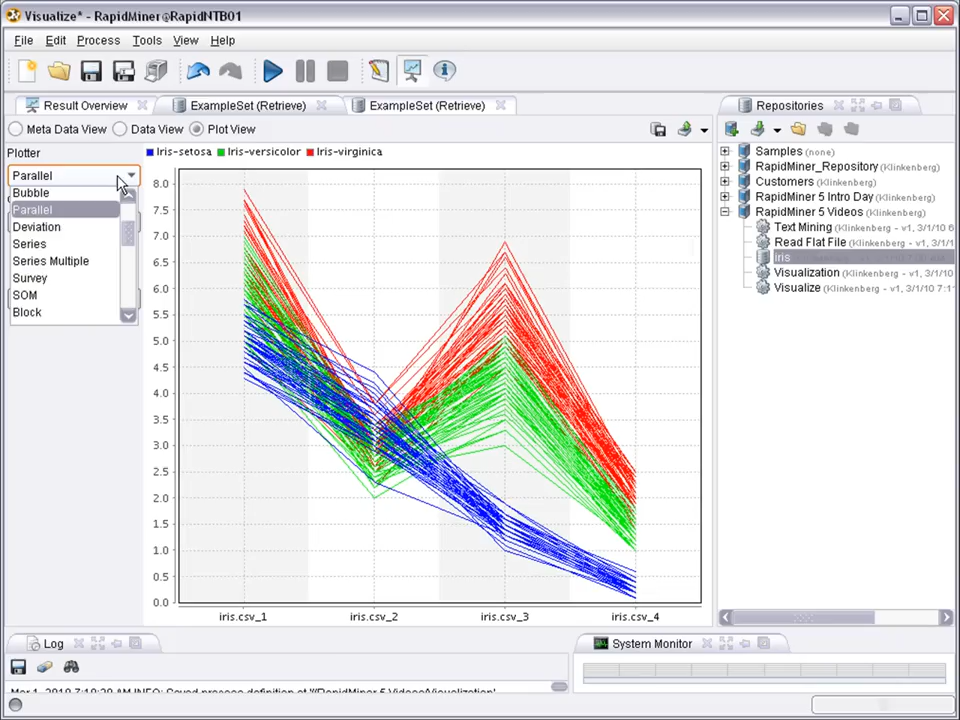 Visualize* - RapidMiner@RapidNTB01
File Edit Process Tools View Help
Result Overview ExampleSet (Retrieve) ExampleSet (Retrieve) Repositories
Meta Data View Data View Plot View
Plotter
Iris-setosa Iris-versicolor Iris-virginica
Parallel
Bubble
Parallel
Deviation
Series
Series Multiple
Survey
SOM
Block
8.0
7.5
7.0
6.5
6.0
5.5
5.0
4.5
4.0
3.5
3.0
2.5
2.0
1.5
1.0
0.5
0.0
iris.csv_1 iris.csv_2 iris.csv_3 iris.csv_4
Samples (none)
RapidMiner_Repository (Klinkenberg)
Customers (Klinkenberg)
RapidMiner 5 Intro Day (Klinkenberg)
RapidMiner 5 Videos (Klinkenberg)
Text Mining (Klinkenberg - v1, 3/1/10 6
Read Flat File (Klinkenberg - v1, 3/1/10
iris
Visualization (Klinkenberg - v1, 3/1/10
Visualize (Klinkenberg - v1, 3/1/10 7:1
Log
System Monitor